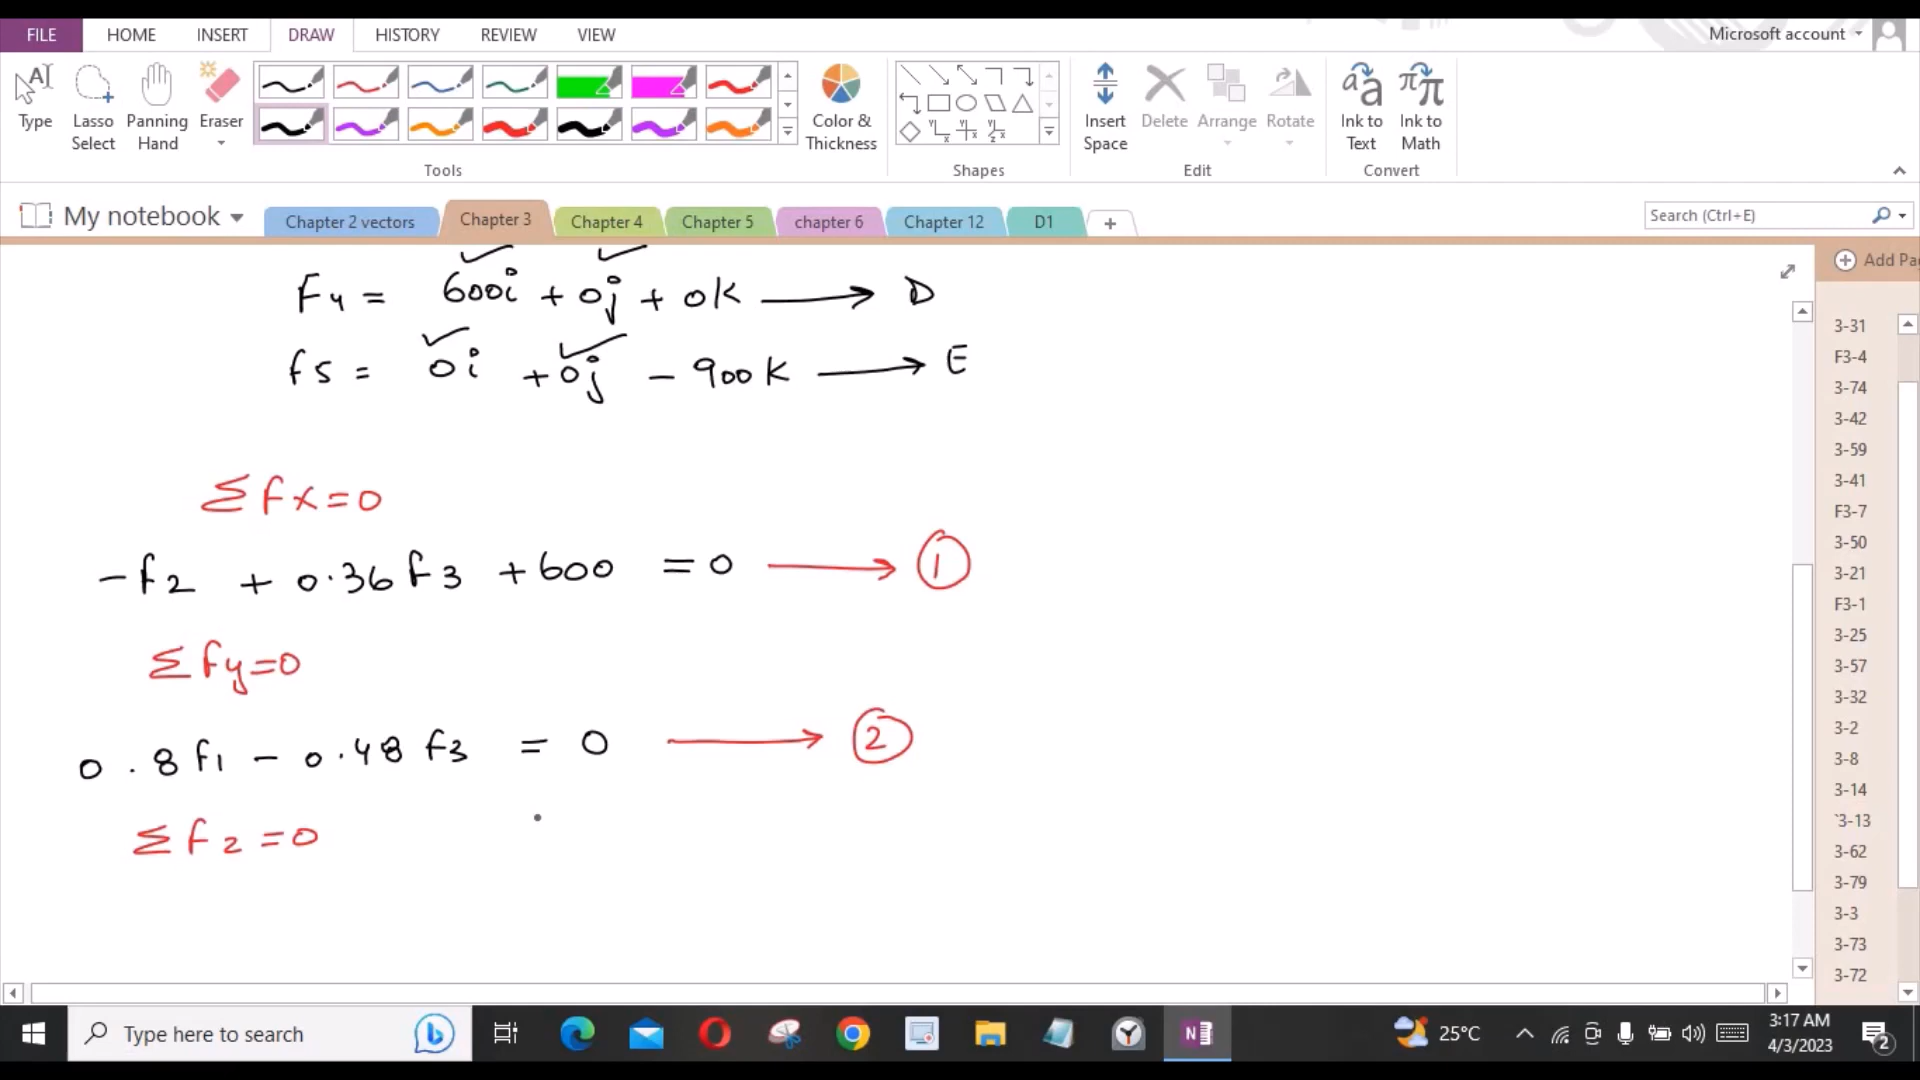 FILE HOME INSERT DRAW HISTORY REVIEW VIEW Microsoft account
Type Lasso Select Panning Hand Eraser Color & Thickness Insert Space Delete Arrange Rotate Ink to Text Ink to Math
Tools Shapes Edit Convert
My notebook Chapter 2 vectors Chapter 3 Chapter 4 Chapter 5 chapter 6 Chapter 12 D1 + Search (Ctrl+E)
F4 = 600i + 0j + 0K → D
f5 = 0i + 0j - 900K → E
Σfx=0
-f2 + 0.36f3 + 600 = 0 → ①
Σfy=0
0.8f1 - 0.48f3 = 0 → ②
Σfz=0
Add Pa
3-31
F3-4
3-74
3-42
3-59
3-41
F3-7
3-50
3-21
F3-1
3-25
3-57
3-32
3-2
3-8
3-14
`3-13
3-62
3-79
3-3
3-73
3-72
Type here to search 25°C 3:17 AM
4/3/2023 2